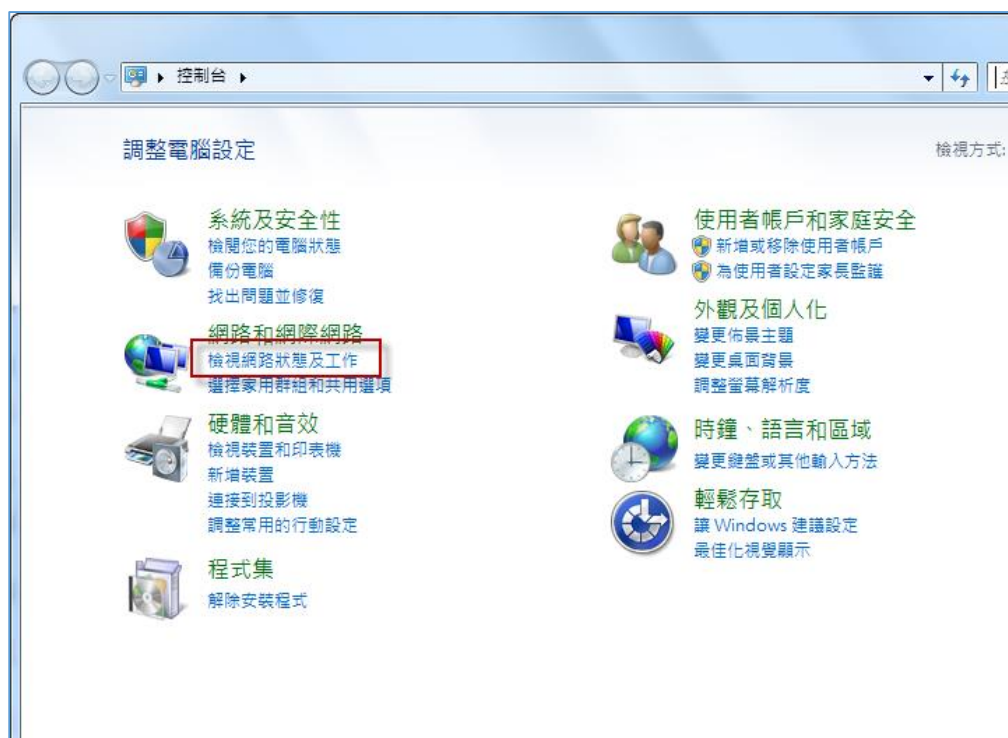 控制台
調整電腦設定
檢視方式:
系統及安全性
檢閱您的電腦狀態
備份電腦
找出問題並修復
網路和網際網路
檢視網路狀態及工作
選擇家用群組和共用選項
硬體和音效
檢視裝置和印表機
新增裝置
連接到投影機
調整常用的行動設定
程式集
解除安裝程式
使用者帳戶和家庭安全
新增或移除使用者帳戶
為使用者設定家長監護
外觀及個人化
變更佈景主題
變更桌面背景
調整螢幕解析度
時鐘、語言和區域
變更鍵盤或其他輸入方法
輕鬆存取
讓 Windows 建議設定
最佳化視覺顯示